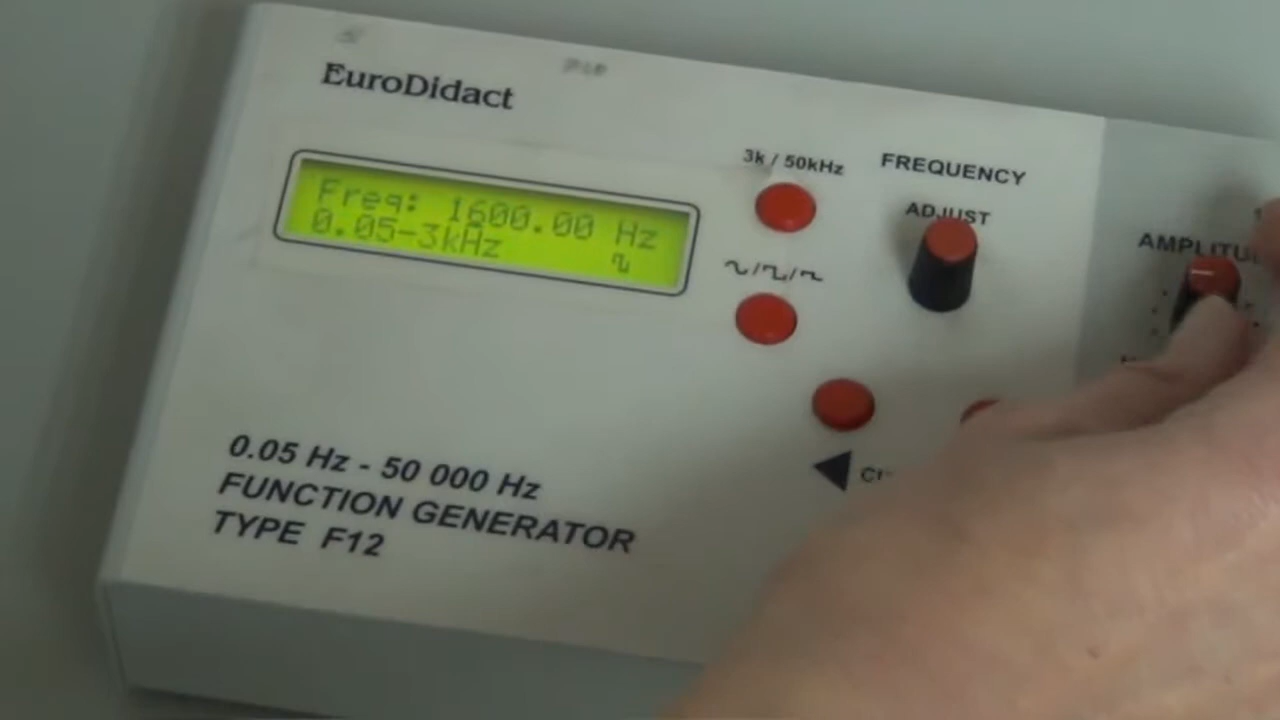 EuroDidact
Freq: 1600.00 Hz
0.05-3kHz
3k / 50kHz
FREQUENCY
ADJUST
0.05 Hz - 50 000 Hz
FUNCTION GENERATOR
TYPE F12